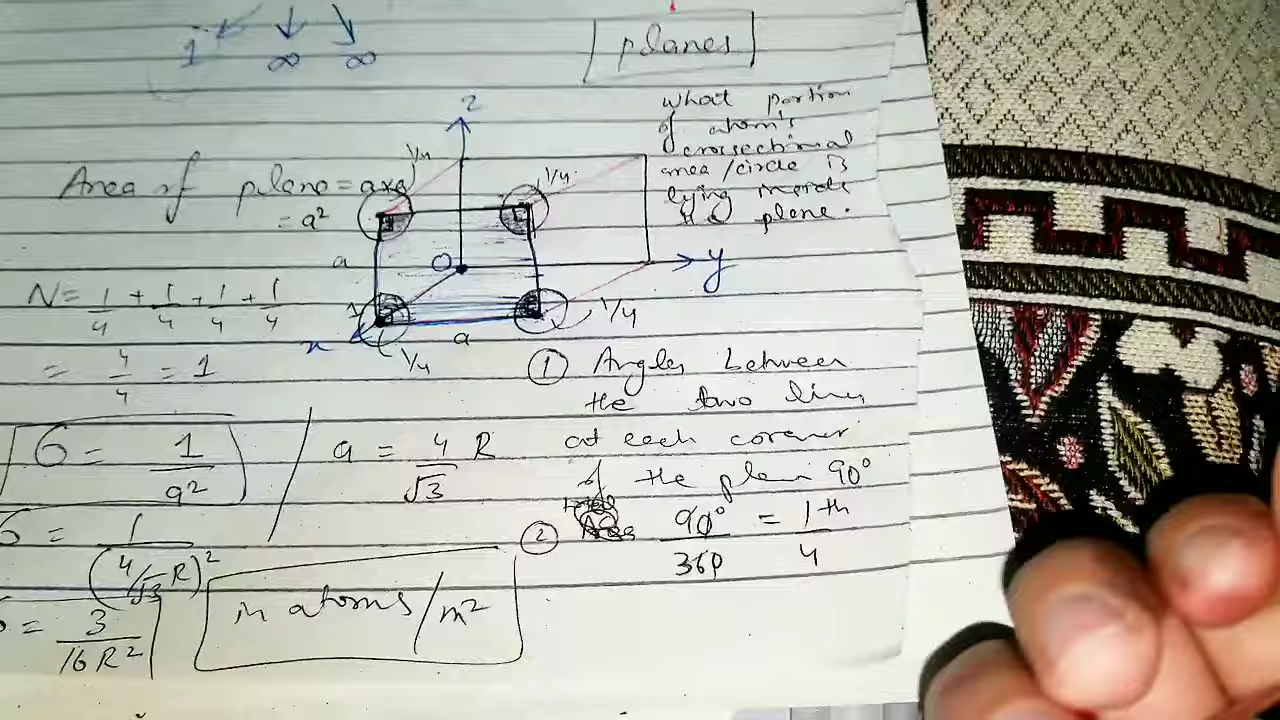 1 ∞ ∞
planes
what portion
of atom's
crosectional
area/circle is
lying inside
plane.
z
Area of plane = axa
= a²
1/4
1/4
a
O
y
N = 1/4 + 1/4 + 1/4 + 1/4
x
a
1/4
1/4
= 4/4 = 1
① Angles between
the two lines
at each corner
of the plan 90°
σ = 1/a²
a = 4/√3 R
② 90°/360 = 1/4 th
σ = 1/(4/√3 R)²
in atoms/m²
= 3/16R²